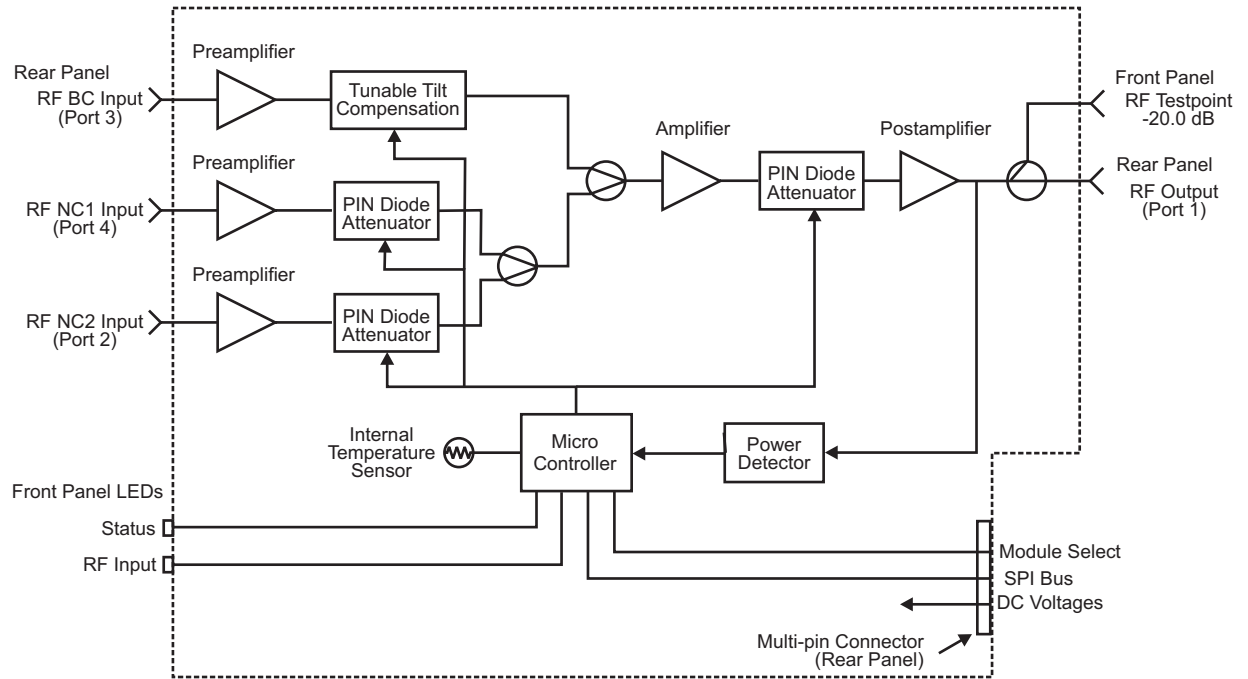 Rear Panel
RF BC Input
(Port 3)
Preamplifier
Tunable Tilt
Compensation
RF NC1 Input
(Port 4)
Preamplifier
PIN Diode
Attenuator
RF NC2 Input
(Port 2)
Preamplifier
PIN Diode
Attenuator
Amplifier
PIN Diode
Attenuator
Postamplifier
Front Panel
RF Testpoint
-20.0 dB
Rear Panel
RF Output
(Port 1)
Internal
Temperature
Sensor
Micro
Controller
Power
Detector
Front Panel LEDs
Status
RF Input
Module Select
SPI Bus
DC Voltages
Multi-pin Connector
(Rear Panel)